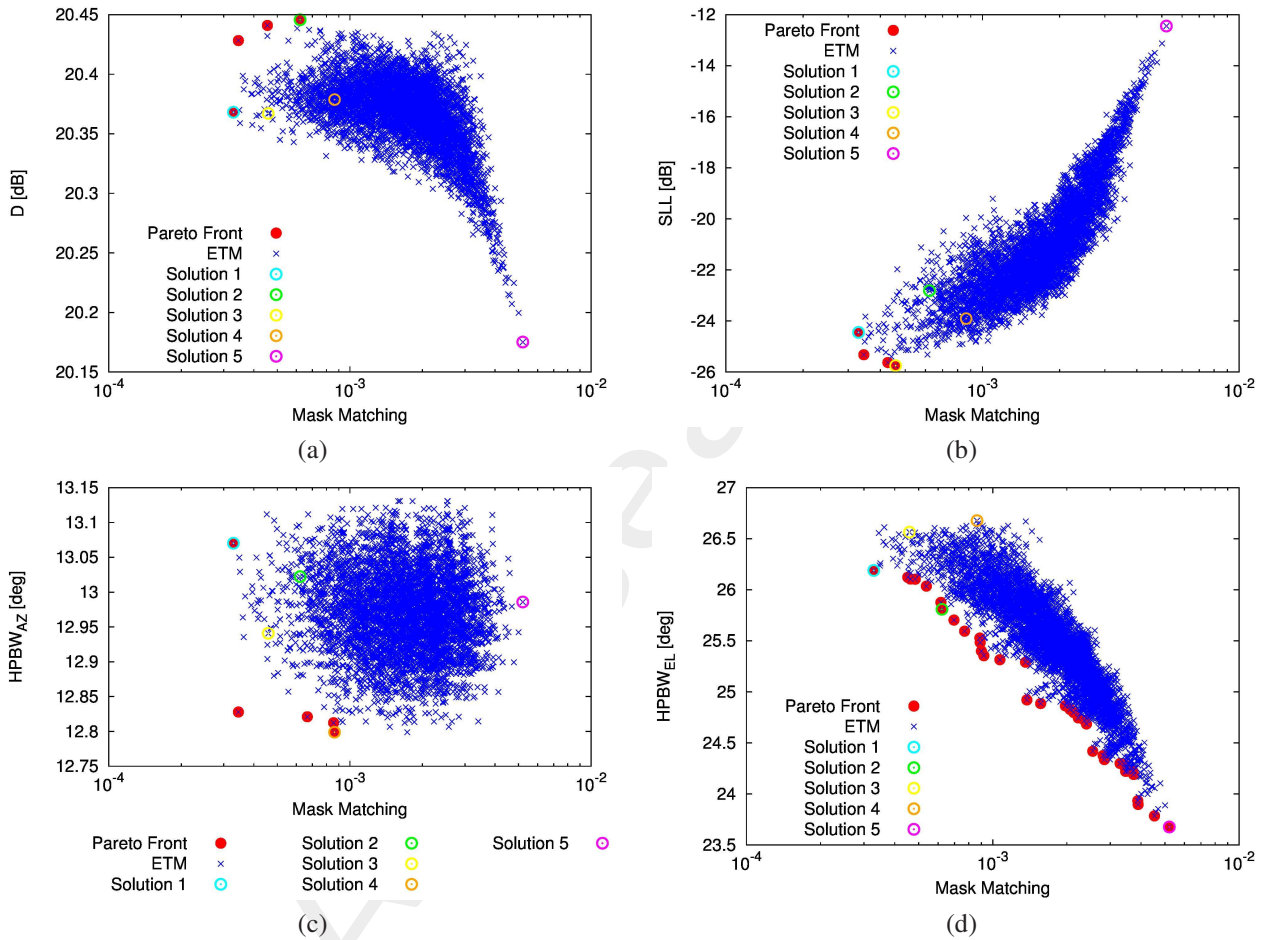 20.45
20.4
20.35
20.3
20.25
20.2
20.15
D [dB]
Pareto Front
ETM
Solution 1
Solution 2
Solution 3
Solution 4
Solution 5
10-4
10-3
10-2
Mask Matching
(a)
-12
-14
-16
-18
-20
-22
-24
-26
SLL [dB]
Pareto Front
ETM
Solution 1
Solution 2
Solution 3
Solution 4
Solution 5
10-4
10-3
10-2
Mask Matching
(b)
13.15
13.1
13.05
13
12.95
12.9
12.85
12.8
12.75
HPBWAZ [deg]
10-4
10-3
10-2
Mask Matching
Pareto Front
ETM
Solution 1
Solution 2
Solution 3
Solution 4
Solution 5
(c)
27
26.5
26
25.5
25
24.5
24
23.5
HPBWEL [deg]
Pareto Front
ETM
Solution 1
Solution 2
Solution 3
Solution 4
Solution 5
10-4
10-3
10-2
Mask Matching
(d)